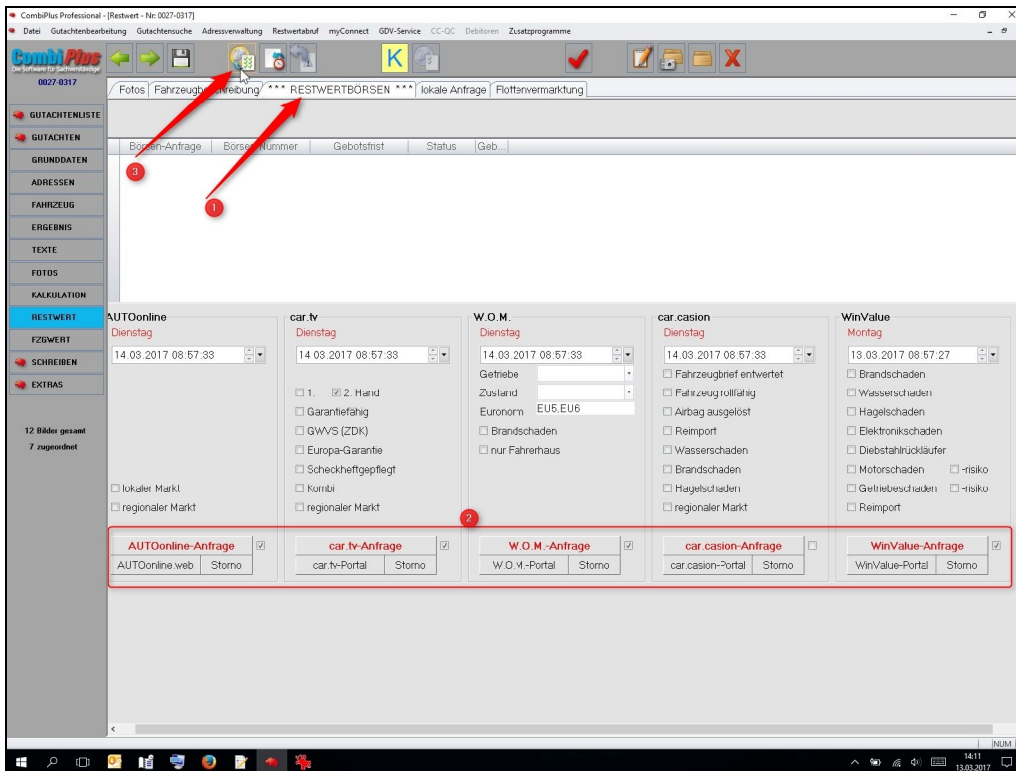 CombiPlus Professional - [Restwert - Nr: 0027-0317]
Datei Gutachtenbearbeitung Gutachtensuche Adressverwaltung Restwertabruf myConnect GDV-Service CC-QC Debitoren Zusatzprogramme
CombiPlus
Die Software für Sachverständige
0027-0317
K
X
Fotos Fahrzeugbeschreibung *** RESTWERTBÖRSEN *** lokale Anfrage Flottenvermarktung
GUTACHTENLISTE
GUTACHTEN
GRUNDDATEN
ADRESSEN
FAHRZEUG
ERGEBNIS
TEXTE
FOTOS
KALKULATION
RESTWERT
FZGWERT
SCHREIBEN
EXTRAS
12 Bilder gesamt
7 zugeordnet
Börsen-Anfrage Börsen-Nummer Gebotsfrist Status Geb...
3
1
AUTOonline car.tv W.O.M. car.casion WinValue
Dienstag Dienstag Dienstag Dienstag Montag
14.03.2017 08:57:33 14.03.2017 08:57:33 14.03.2017 08:57:33 14.03.2017 08:57:33 13.03.2017 08:57:27
Getriebe Fahrzeugbrief entwertet Brandschaden
1. 2. Hand Zustand Fahrzeug rollfähig Wasserschaden
Garantiefähig Euronorm EU5,EU6 Airbag ausgelöst Hagelschaden
GWVS (ZDK) Brandschaden Reimport Elektronikschaden
Europa-Garantie nur Fahrerhaus Wasserschaden Diebstahlrückläufer
Scheckheftgepflegt Brandschaden Motorschaden -risiko
lokaler Markt Kombi Hagelschaden Getriebeschaden -risiko
regionaler Markt regionaler Markt regionaler Markt Reimport
2
AUTOonline-Anfrage car.tv-Anfrage W.O.M.-Anfrage car.casion-Anfrage WinValue-Anfrage
AUTOonline.web Storno car.tv-Portal Storno W.O.M.-Portal Storno car.casion-Portal Storno WinValue-Portal Storno
NUM
14:11
13.03.2017